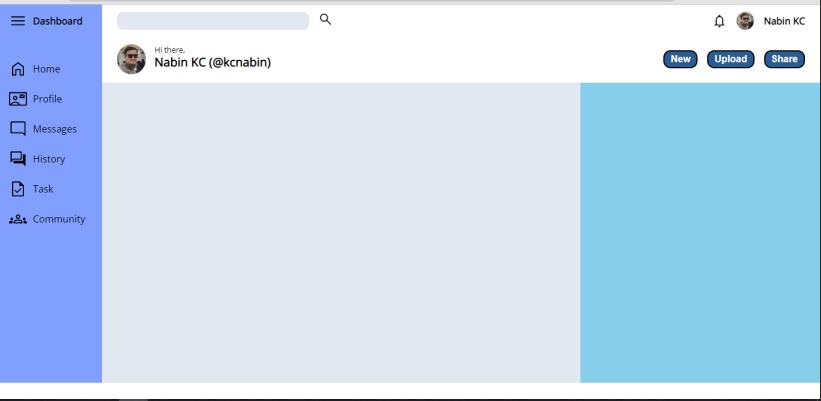 Dashboard
Nabin KC
Hi there,
Nabin KC (@kcnabin)
New
Upload
Share
Home
Profile
Messages
History
Task
Community